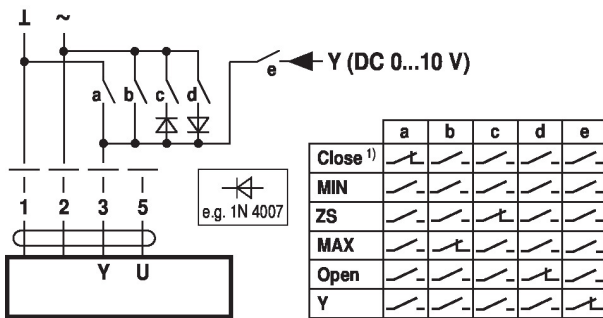 ⊥ ~
e Y (DC 0...10 V)
a b c d
1 2 3 5
e.g. 1N 4007
Y U
a b c d e
Close 1)
MIN
ZS
MAX
Open
Y